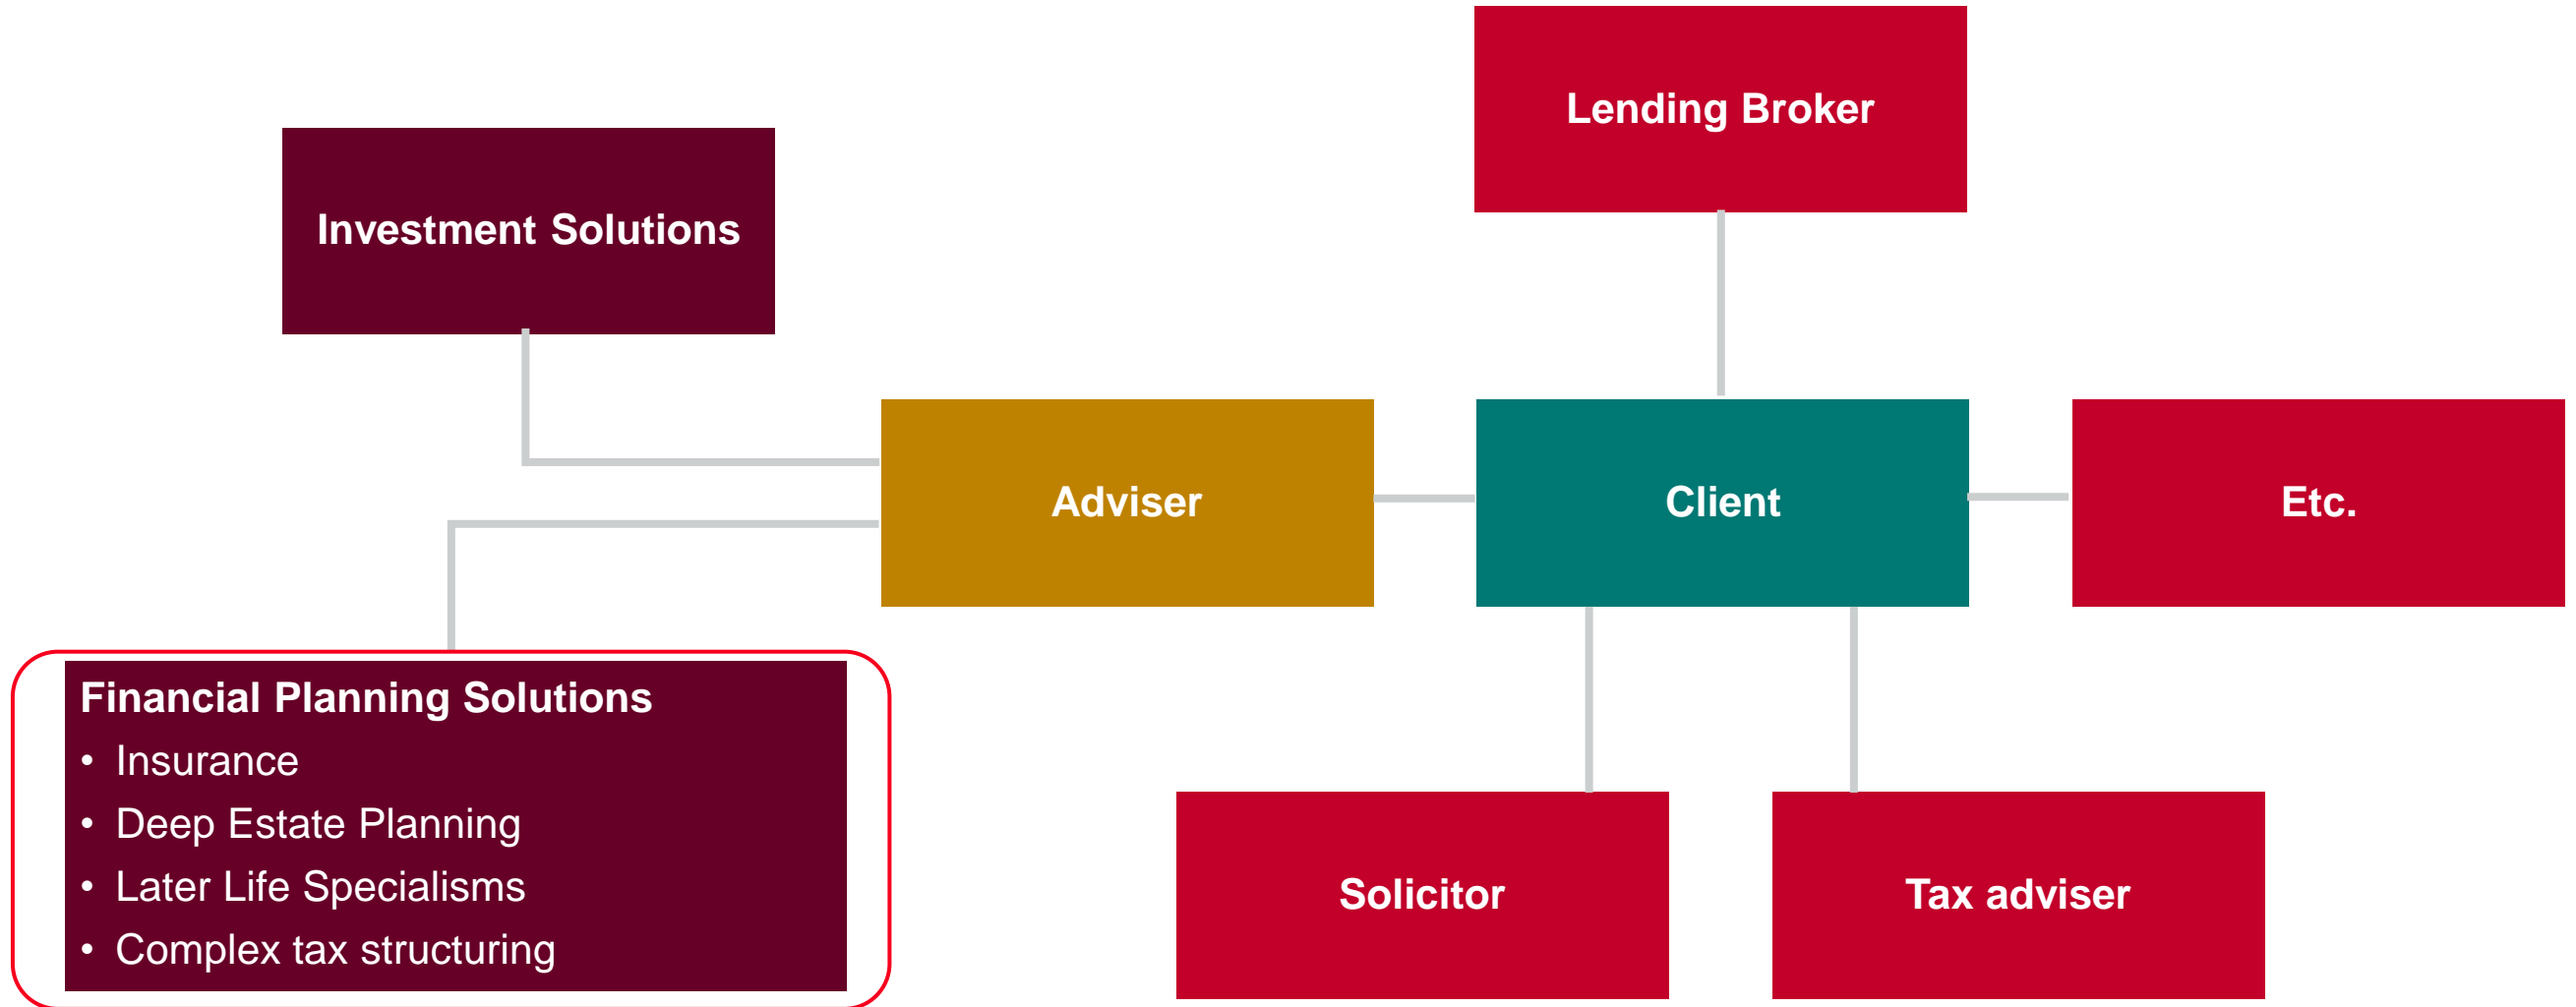 Lending Broker
Investment Solutions
Adviser
Client
Etc.
Financial Planning Solutions
• Insurance
• Deep Estate Planning
• Later Life Specialisms
• Complex tax structuring
Solicitor
Tax adviser